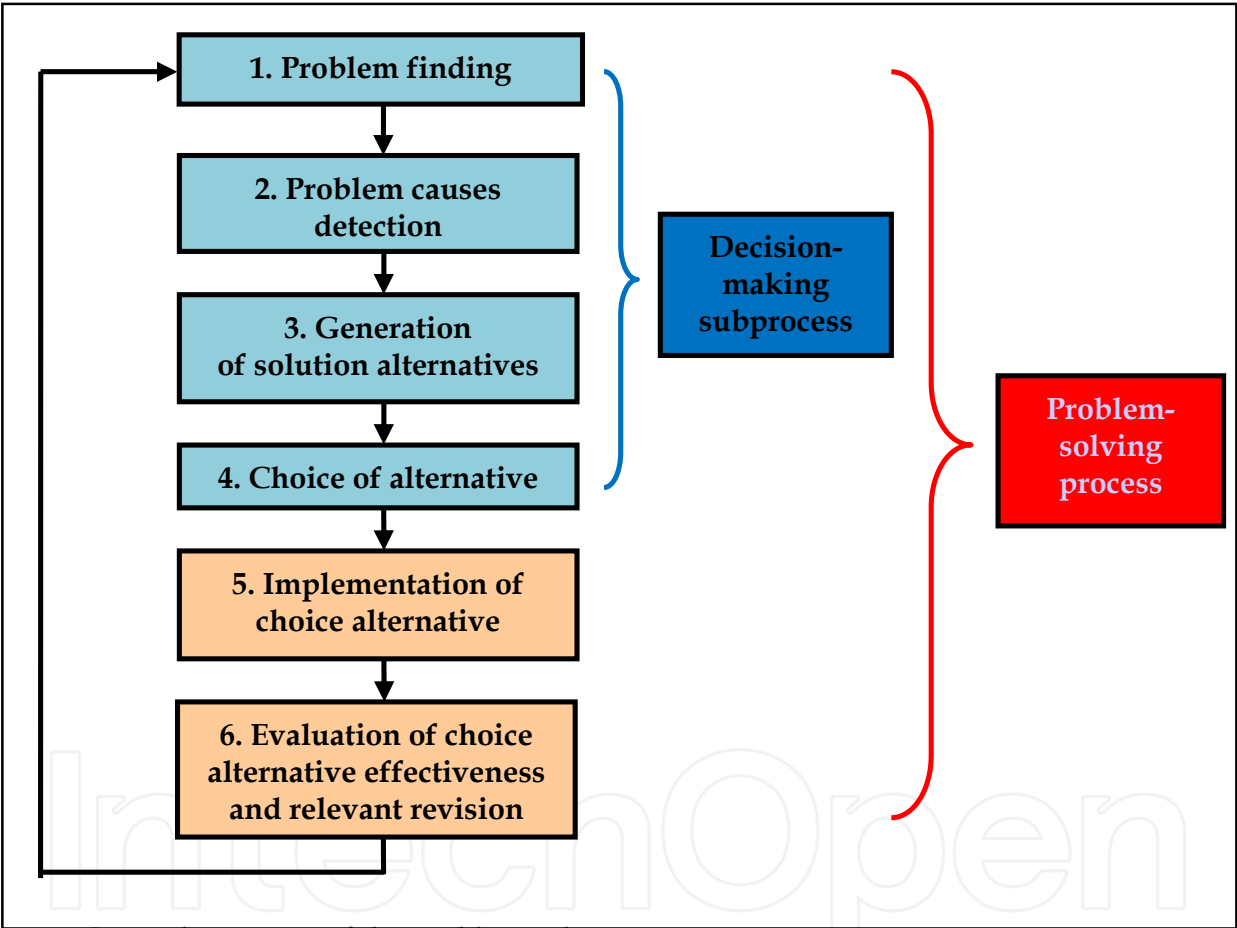 1. Problem finding
2. Problem causes
detection
3. Generation
of solution alternatives
4. Choice of alternative
5. Implementation of
choice alternative
6. Evaluation of choice
alternative effectiveness
and relevant revision
Decision-
making
subprocess
Problem-
solving
process
IntechOpen